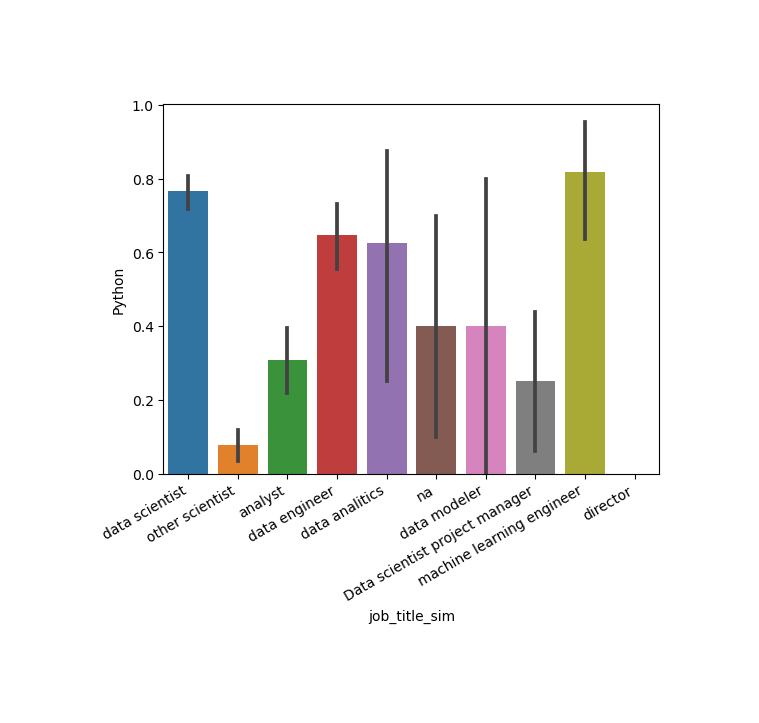 1.0
0.8
0.6
0.4
0.2
0.0
Python
data scientist
other scientist
analyst
data engineer
data analitics
na
data modeler
Data scientist project manager
machine learning engineer
director
job_title_sim